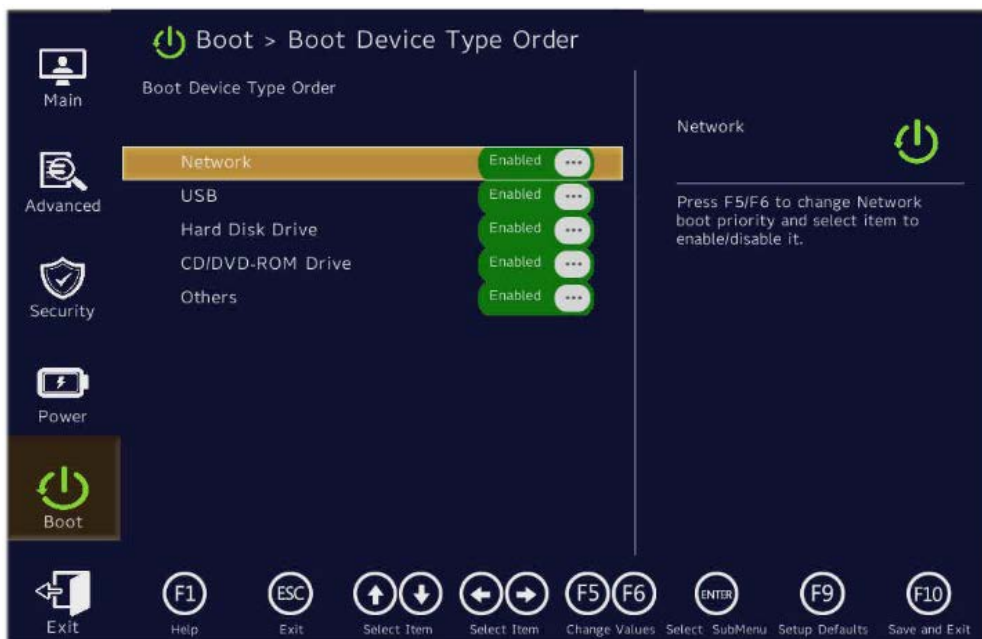 Boot > Boot Device Type Order
Main
Boot Device Type Order
Network
Enabled
USB
Enabled
Hard Disk Drive
Enabled
CD/DVD-ROM Drive
Enabled
Others
Enabled
Network
Press F5/F6 to change Network
boot priority and select item to
enable/disable it.
Advanced
Security
Power
Boot
Exit
F1
Help
ESC
Exit
Select Item
Select Item
F5 F6
Change Values
ENTER
Select SubMenu
F9
Setup Defaults
F10
Save and Exit